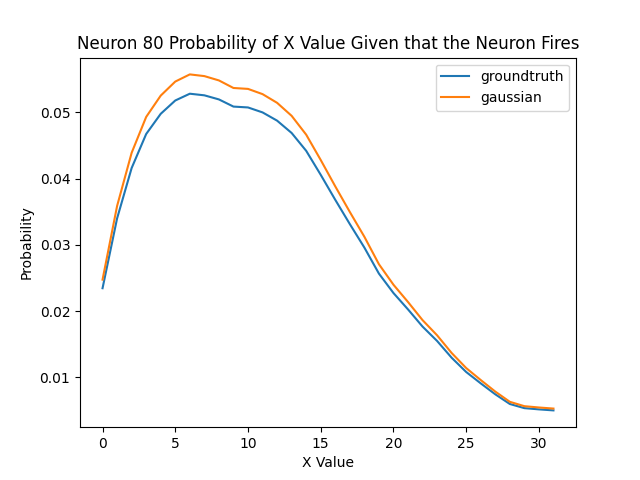 Neuron 80 Probability of X Value Given that the Neuron Fires
groundtruth
gaussian
Probability
0.05
0.04
0.03
0.02
0.01
0 5 10 15 20 25 30
X Value